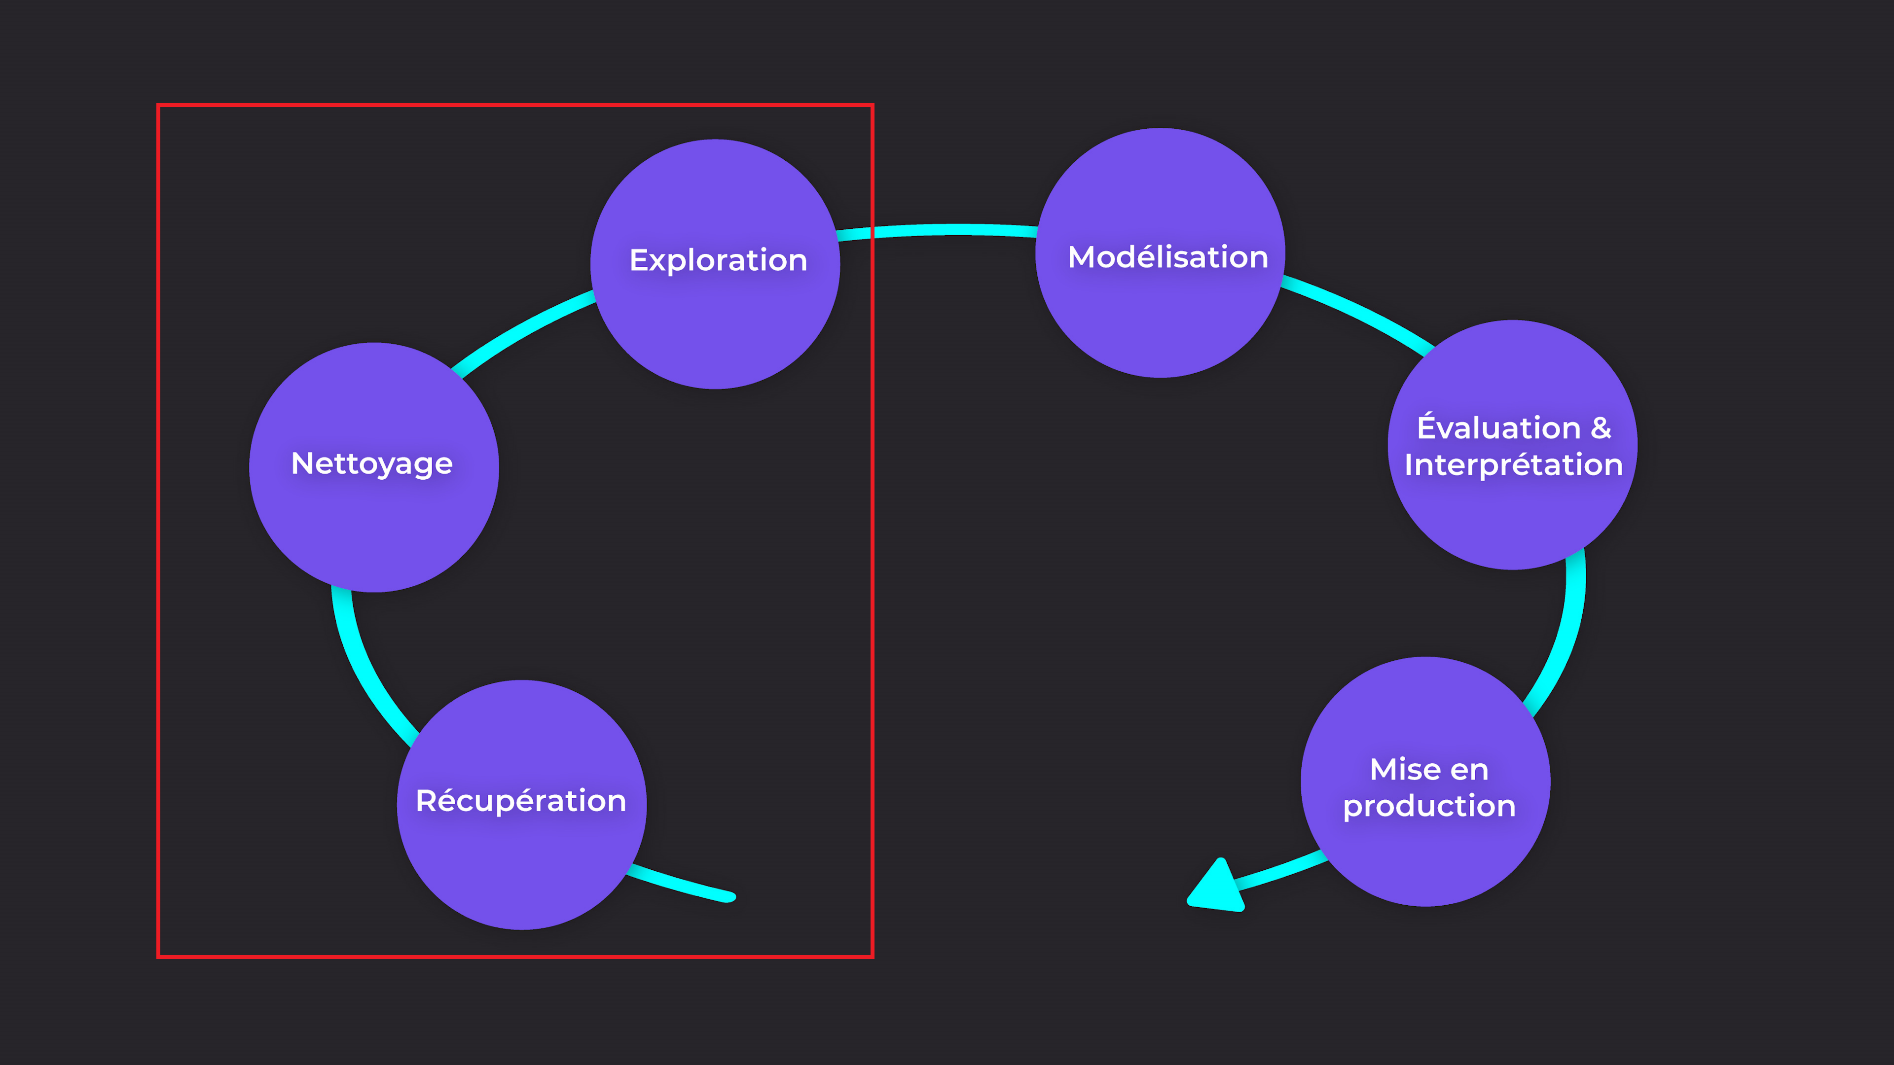 Exploration
Modélisation
Évaluation &
Interprétation
Nettoyage
Récupération
Mise en
production